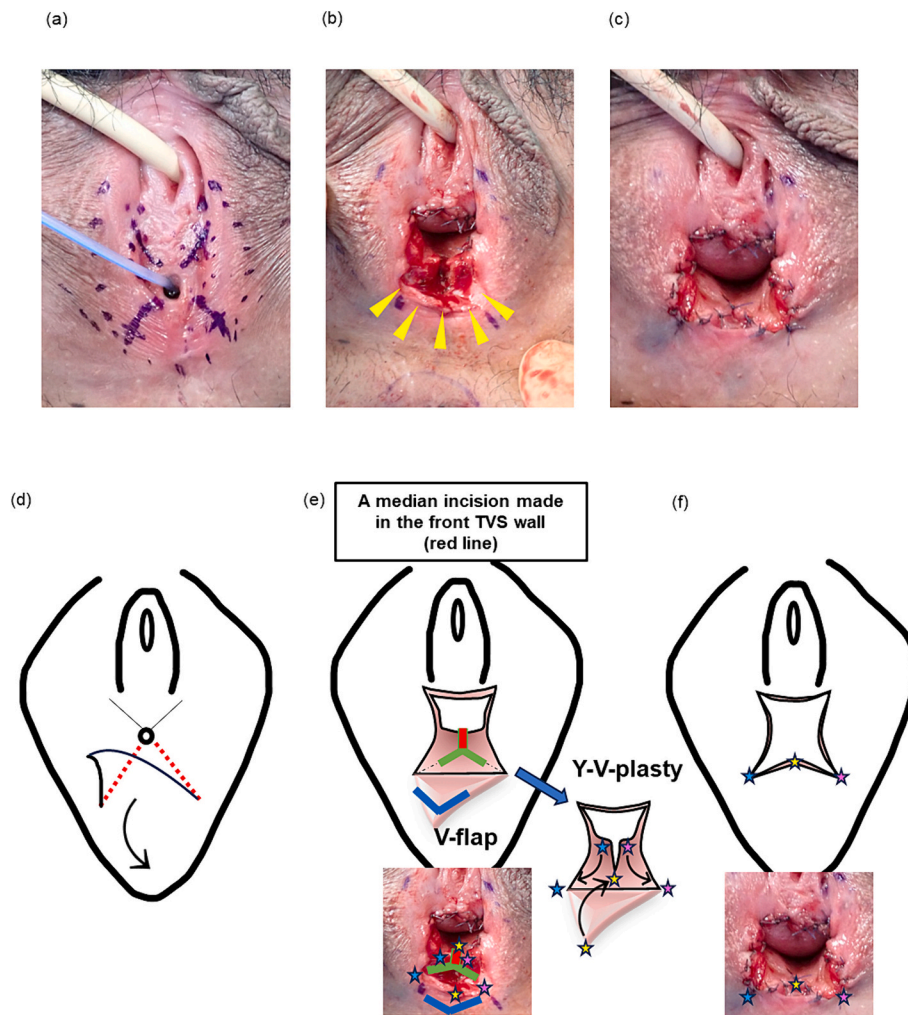 (a)
(b)
(c)
(d)
(e)
A median incision made
in the front TVS wall
(red line)
(f)
Y-V-plasty
V-flap